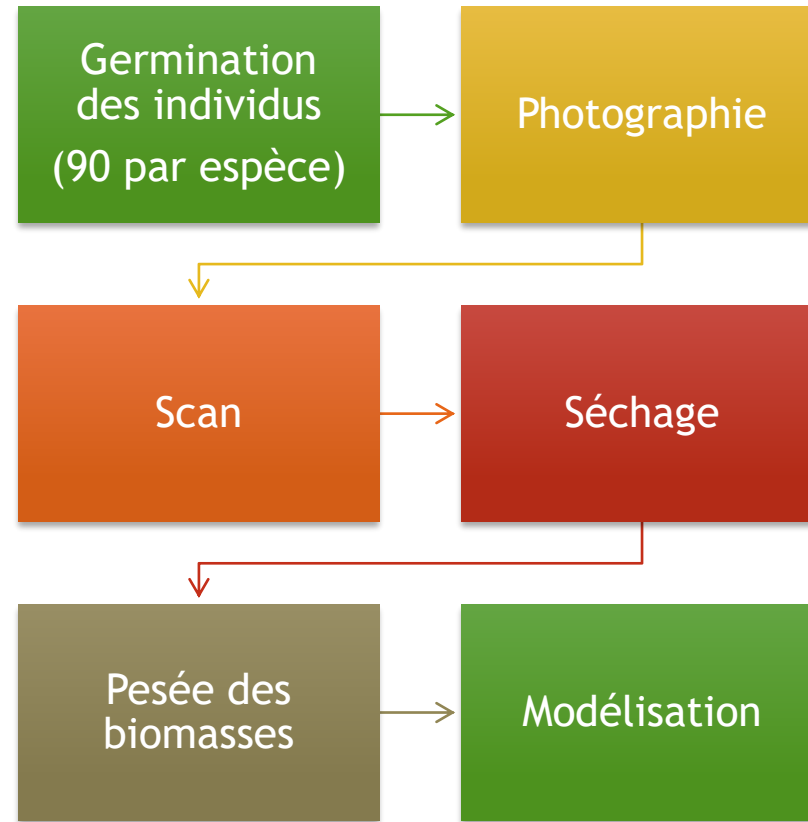 Germination
des individus
(90 par espèce)
Photographie
Scan
Séchage
Pesée des
biomasses
Modélisation